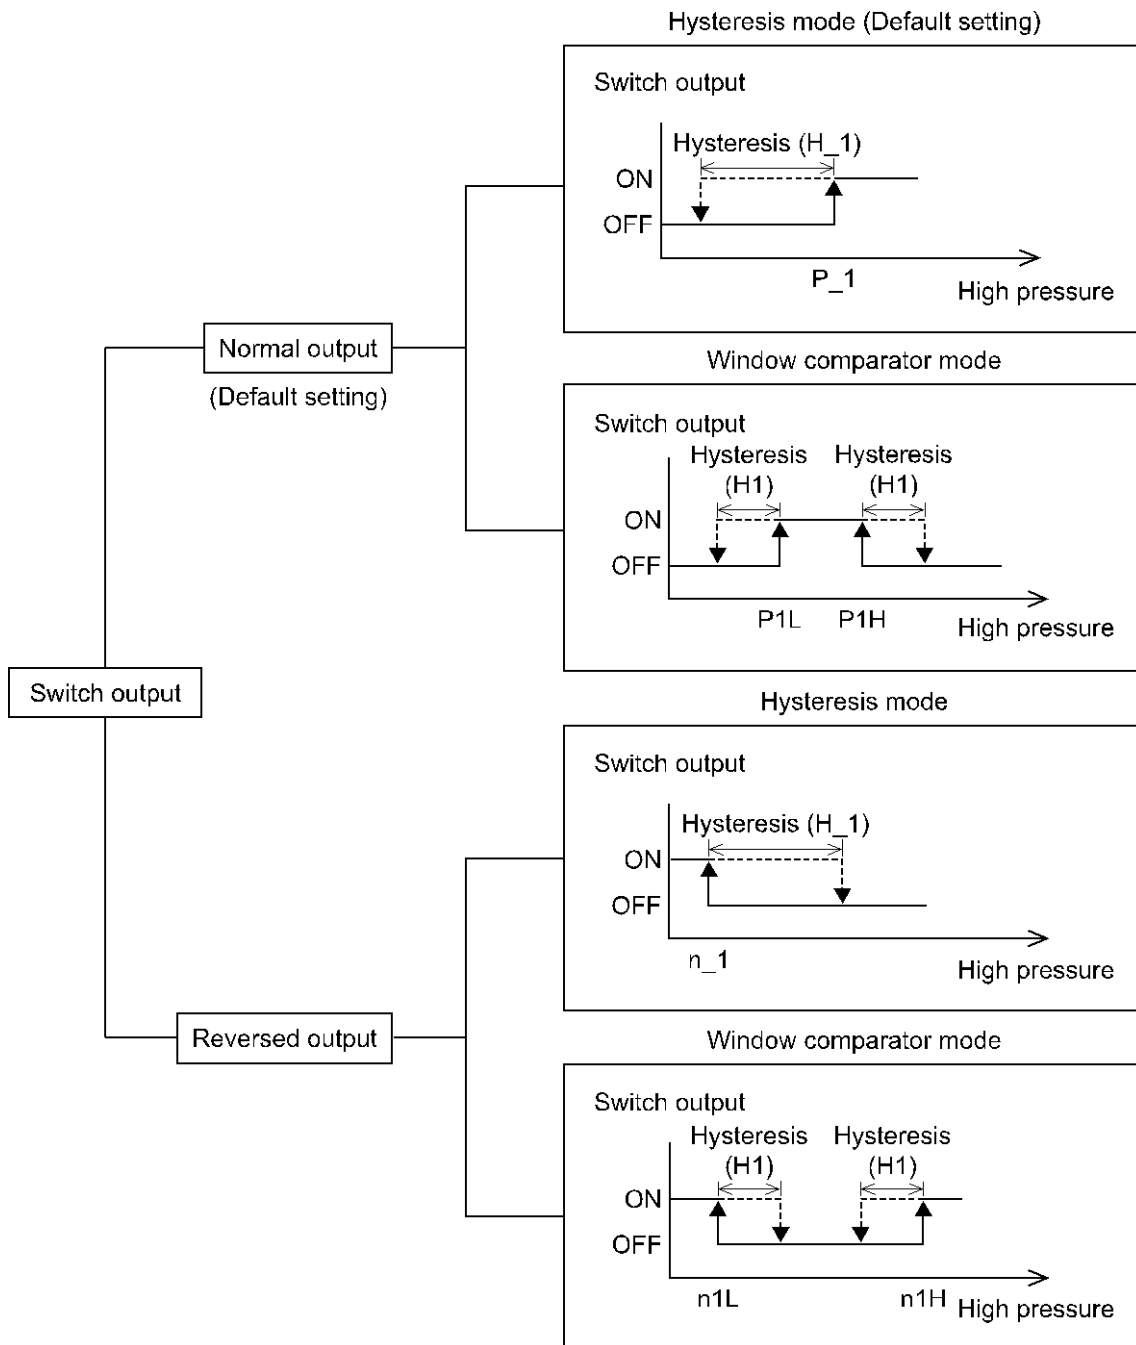 Hysteresis mode (Default setting)
Switch output
Hysteresis (H_1)
ON
OFF
P_1
High pressure
Normal output
(Default setting)
Window comparator mode
Switch output
Hysteresis Hysteresis
(H1) (H1)
ON
OFF
P1L P1H
High pressure
Switch output
Hysteresis mode
Switch output
Hysteresis (H_1)
ON
OFF
n_1
High pressure
Reversed output
Window comparator mode
Switch output
Hysteresis Hysteresis
(H1) (H1)
ON
OFF
n1L n1H
High pressure